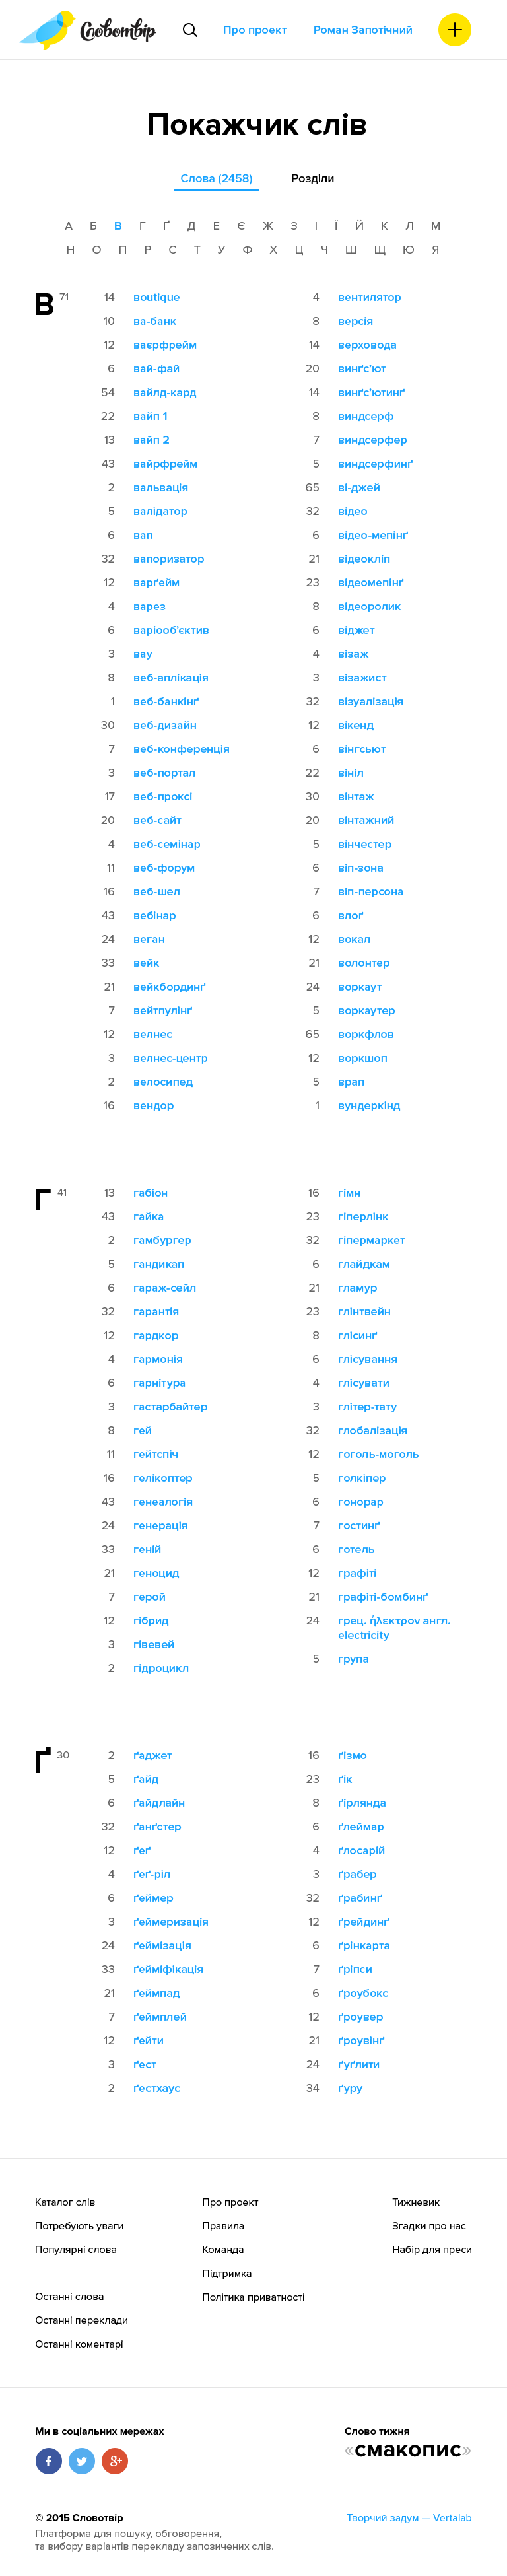 Словотвір
Про проект
Роман Запотічний
Покажчик слів
Слова (2458)
Розділи
А Б В Г Ґ Д Е Є Ж З І Ї Й К Л М
Н О П Р С Т У Ф Х Ц Ч Ш Щ Ю Я
В 71
14 boutique
10 ва-банк
12 ваєрфрейм
6 вай-фай
54 вайлд-кард
22 вайп 1
13 вайп 2
43 вайрфрейм
2 вальвація
5 валідатор
6 вап
32 вапоризатор
12 варґейм
4 варез
6 варіооб'єктив
3 вау
8 веб-аплікація
1 веб-банкінґ
30 веб-дизайн
7 веб-конференція
3 веб-портал
17 веб-проксі
20 веб-сайт
4 веб-семінар
11 веб-форум
16 веб-шел
43 вебінар
24 веган
33 вейк
21 вейкбординґ
7 вейтпулінґ
12 велнес
3 велнес-центр
2 велосипед
16 вендор
4 вентилятор
8 версія
14 верховода
20 винґс'ют
14 винґс'ютинґ
8 виндсерф
7 виндсерфер
5 виндсерфинґ
65 ві-джей
32 відео
6 відео-мепінґ
21 відеокліп
23 відеомепінґ
8 відеоролик
6 віджет
4 візаж
3 візажист
32 візуалізація
12 вікенд
6 вінгсьют
22 вініл
30 вінтаж
20 вінтажний
5 вінчестер
6 віп-зона
7 віп-персона
6 влоґ
12 вокал
21 волонтер
24 воркаут
5 воркаутер
65 воркфлов
12 воркшоп
5 врап
1 вундеркінд
Г 41
13 габіон
43 гайка
2 гамбургер
5 гандикап
6 гараж-сейл
32 гарантія
12 гардкор
4 гармонія
6 гарнітура
3 гастарбайтер
8 гей
11 гейтспіч
16 гелікоптер
43 генеалогія
24 генерація
33 геній
21 геноцид
7 герой
12 гібрид
3 гівевей
2 гідроцикл
16 гімн
23 гіперлінк
32 гіпермаркет
6 глайдкам
21 гламур
23 глінтвейн
8 глісинґ
6 глісування
4 глісувати
3 глітер-тату
32 глобалізація
12 гоголь-моголь
5 голкіпер
6 гонорар
7 гостинґ
6 готель
12 графіті
21 графіті-бомбинґ
24 грец. ἠλεκτρον англ.
electricity
5 група
Ґ 30
2 ґаджет
5 ґайд
6 ґайдлайн
32 ґанґстер
12 ґеґ
4 ґеґ-ріл
6 ґеймер
3 ґеймеризація
24 ґеймізація
33 ґейміфікація
21 ґеймпад
7 ґеймплей
12 ґейти
3 ґест
2 ґестхаус
16 ґізмо
23 ґік
8 ґірлянда
6 ґлеймар
4 ґлосарій
3 ґрабер
32 ґрабинґ
12 ґрейдинґ
6 ґрінкарта
7 ґріпси
6 ґроубокс
12 ґроувер
21 ґроувінґ
24 ґуґлити
34 ґуру
Каталог слів
Потребують уваги
Популярні слова
Останні слова
Останні переклади
Останні коментарі
Про проект
Правила
Команда
Підтримка
Політика приватності
Тижневик
Згадки про нас
Набір для преси
Ми в соціальних мережах
Слово тижня
«смакопис»
© 2015 Словотвір
Платформа для пошуку, обговорення,
та вибору варіантів перекладу запозичених слів.
Творчий задум — Vertalab